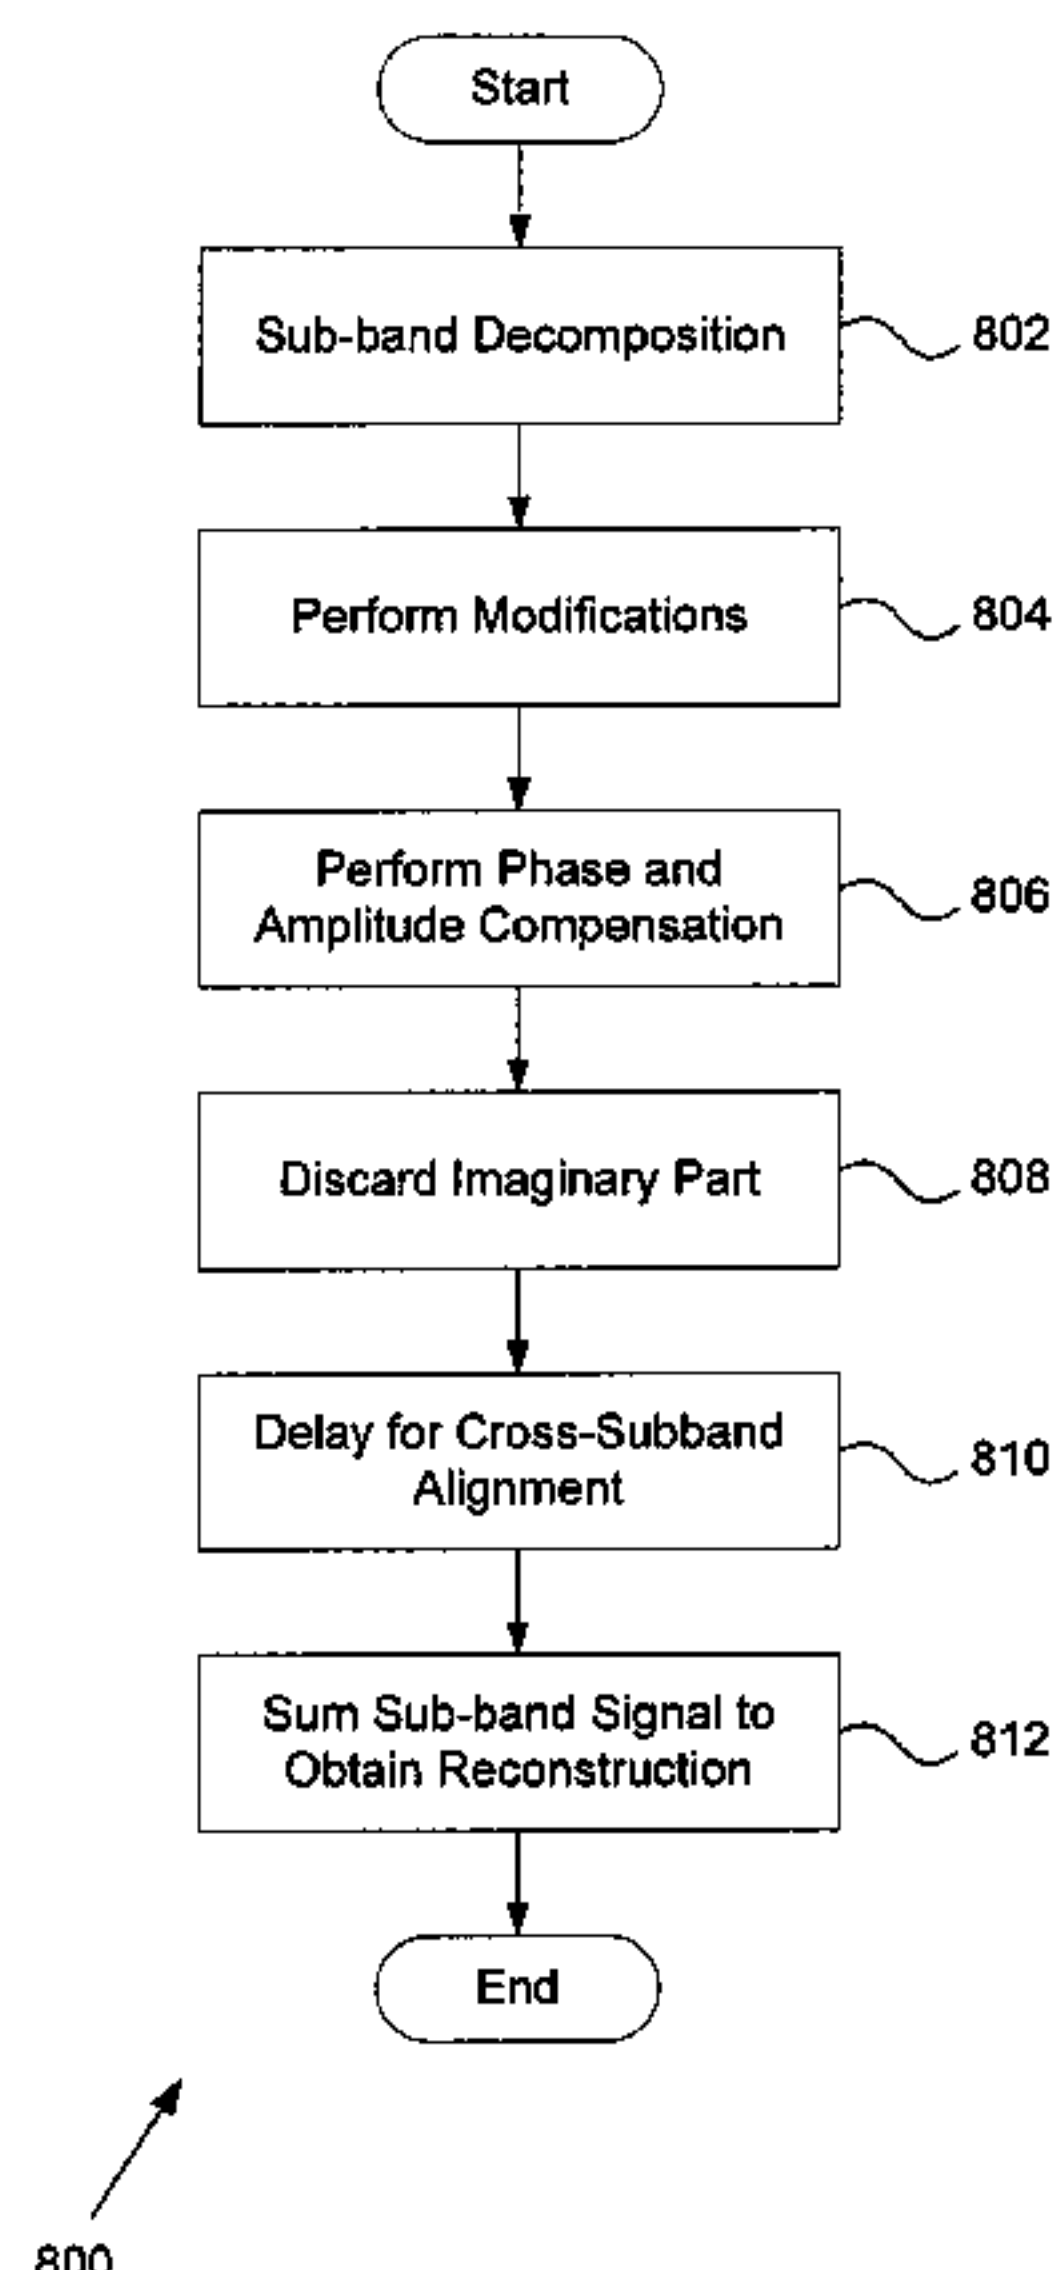 Start
Sub-band Decomposition
802
Perform Modifications
804
Perform Phase and
Amplitude Compensation
806
Discard Imaginary Part
808
Delay for Cross-Subband
Alignment
810
Sum Sub-band Signal to
Obtain Reconstruction
812
End
800